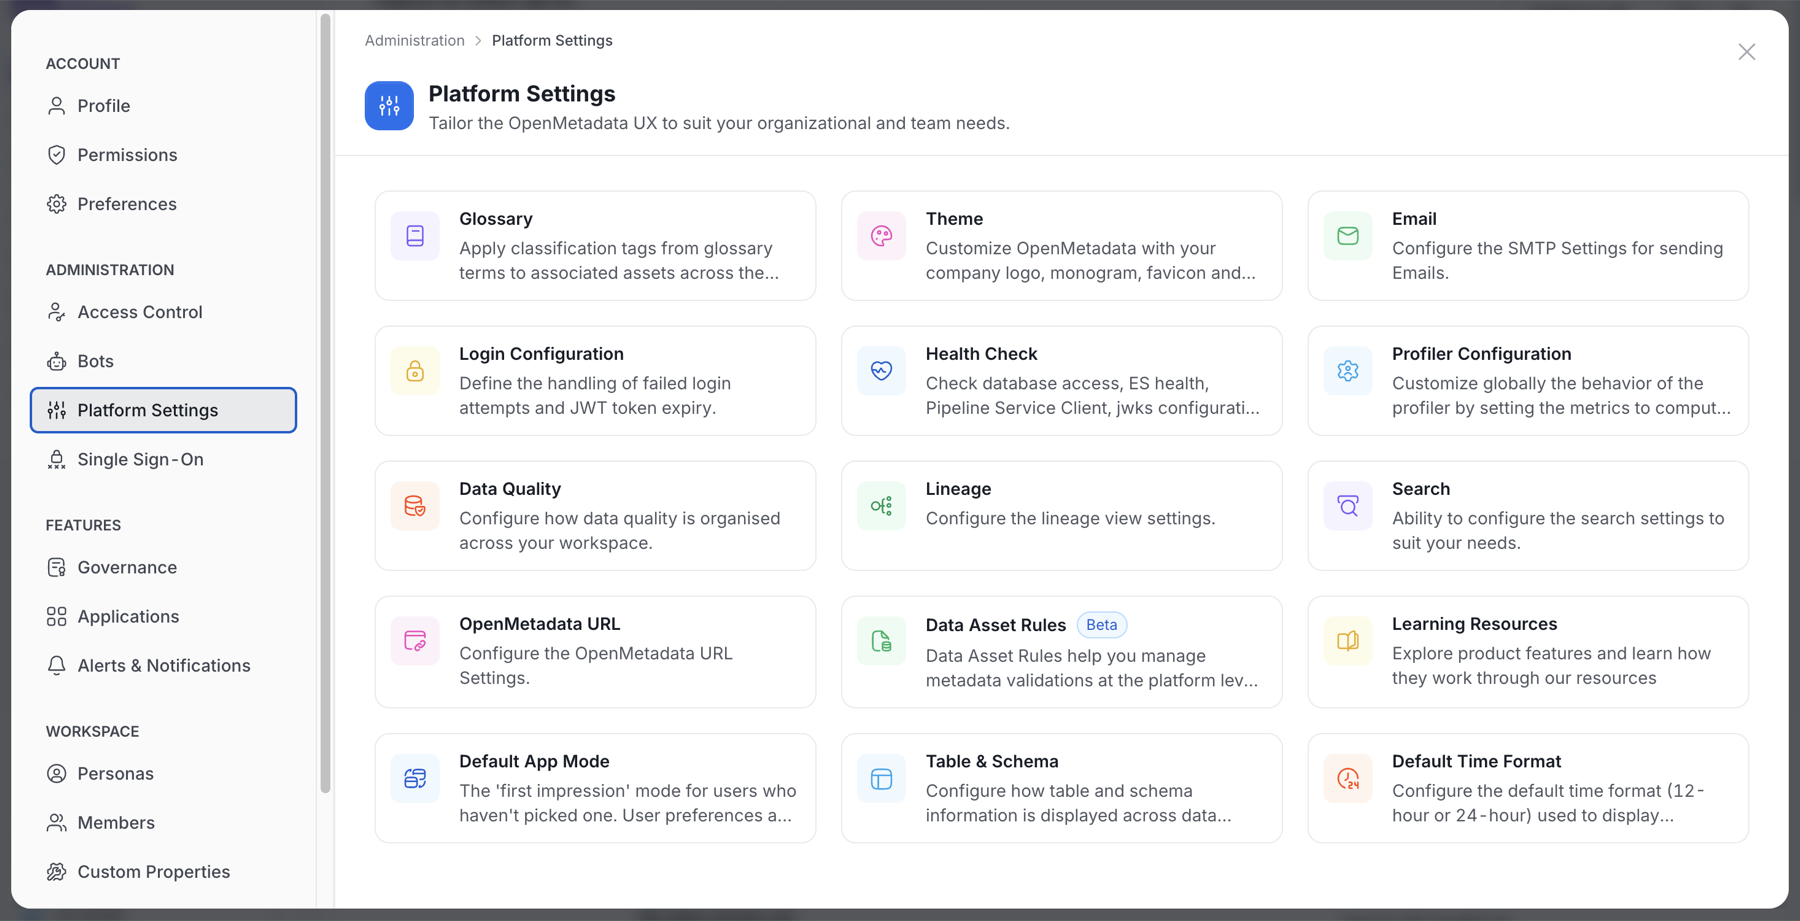 ACCOUNT
Profile
Permissions
Preferences
ADMINISTRATION
Access Control
Bots
Platform Settings
Single Sign-On
FEATURES
Governance
Applications
Alerts & Notifications
WORKSPACE
Personas
Members
Custom Properties
Administration > Platform Settings
Platform Settings
Tailor the OpenMetadata UX to suit your organizational and team needs.
Glossary
Apply classification tags from glossary
terms to associated assets across the...
Theme
Customize OpenMetadata with your
company logo, monogram, favicon and...
Email
Configure the SMTP Settings for sending
Emails.
Login Configuration
Define the handling of failed login
attempts and JWT token expiry.
Health Check
Check database access, ES health,
Pipeline Service Client, jwks configurati...
Profiler Configuration
Customize globally the behavior of the
profiler by setting the metrics to comput...
Data Quality
Configure how data quality is organised
across your workspace.
Lineage
Configure the lineage view settings.
Search
Ability to configure the search settings to
suit your needs.
OpenMetadata URL
Configure the OpenMetadata URL
Settings.
Data Asset Rules Beta
Data Asset Rules help you manage
metadata validations at the platform lev...
Learning Resources
Explore product features and learn how
they work through our resources
Default App Mode
The 'first impression' mode for users who
haven't picked one. User preferences a...
Table & Schema
Configure how table and schema
information is displayed across data...
24
Default Time Format
Configure the default time format (12-
hour or 24-hour) used to display...